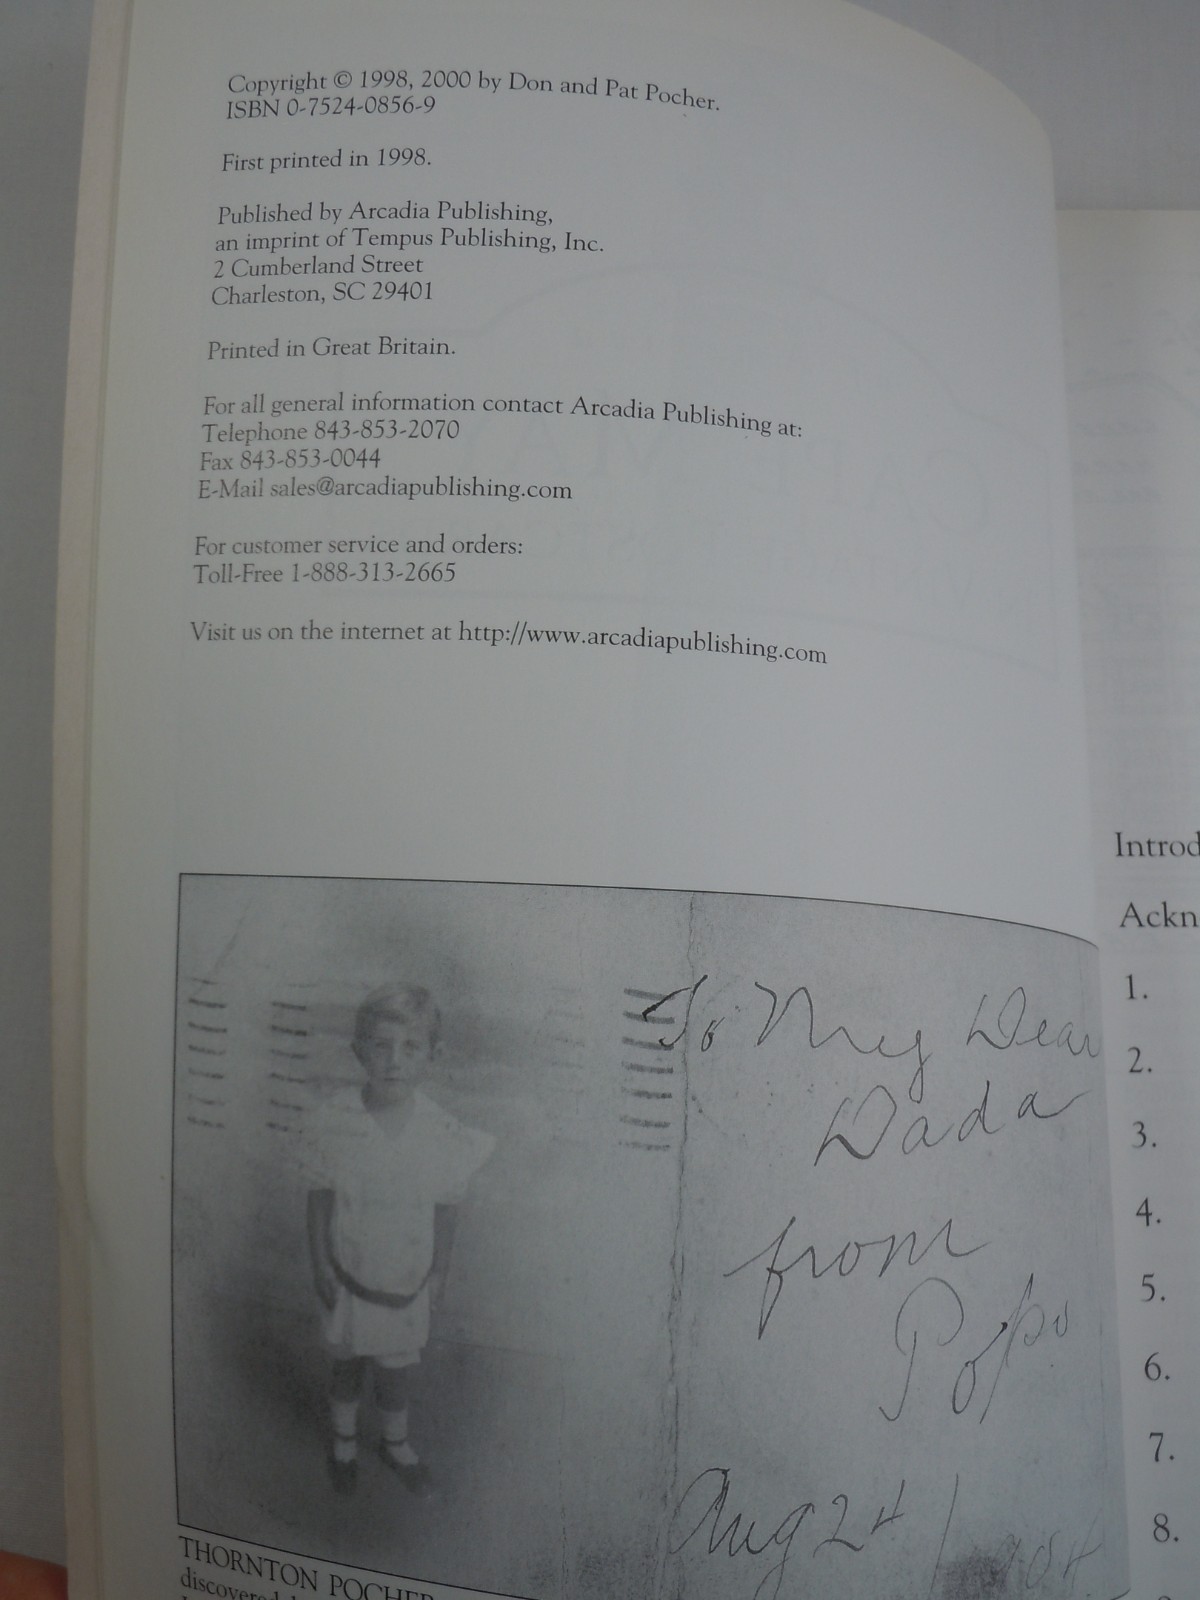 Copyright © 1998, 2000 by Don and Pat Pocher.
ISBN 0-7524-0856-9
First printed in 1998.
Published by Arcadia Publishing,
an imprint of Tempus Publishing, Inc.
2 Cumberland Street
Charleston, SC 29401
Printed in Great Britain.
For all general information contact Arcadia Publishing at:
Telephone 843-853-2070
Fax 843-853-0044
E-Mail sales@arcadiapublishing.com
For customer service and orders:
Toll-Free 1-888-313-2665
Visit us on the internet at http://www.arcadiapublishing.com
To My Dear
Dada
from
Popo
Aug 24 1904
THORNTON POCHER
discovered
Introd
Ackn
1.
2.
3.
4.
5.
6.
7.
8.